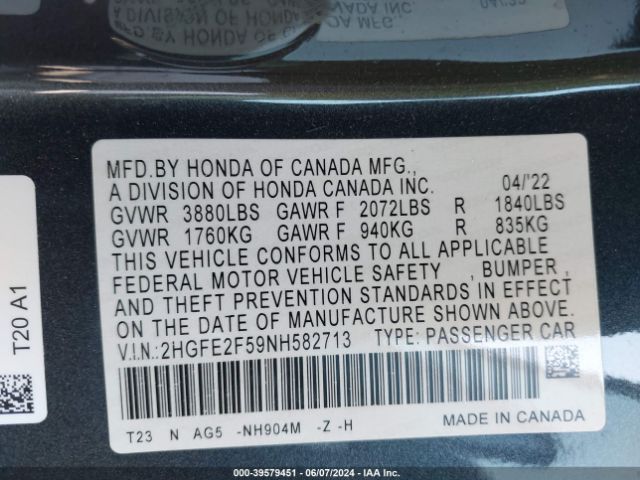 MFD.BY HONDA OF CANADA MFG.,
A DIVISION OF HONDA CANADA INC. 04/'22
GVWR 3880LBS GAWR F 2072LBS R 1840LBS
GVWR 1760KG GAWR F 940KG R 835KG
THIS VEHICLE CONFORMS TO ALL APPLICABLE
FEDERAL MOTOR VEHICLE SAFETY , BUMPER ,
AND THEFT PREVENTION STANDARDS IN EFFECT
ON THE DATE OF MANUFACTURE SHOWN ABOVE.
V.I.N.:2HGFE2F59NH582713 TYPE: PASSENGER CAR
T23 N AG5 -NH904M -Z -H
MADE IN CANADA
T20 A1
000-39579451 - 06/07/2024 - IAA Inc.